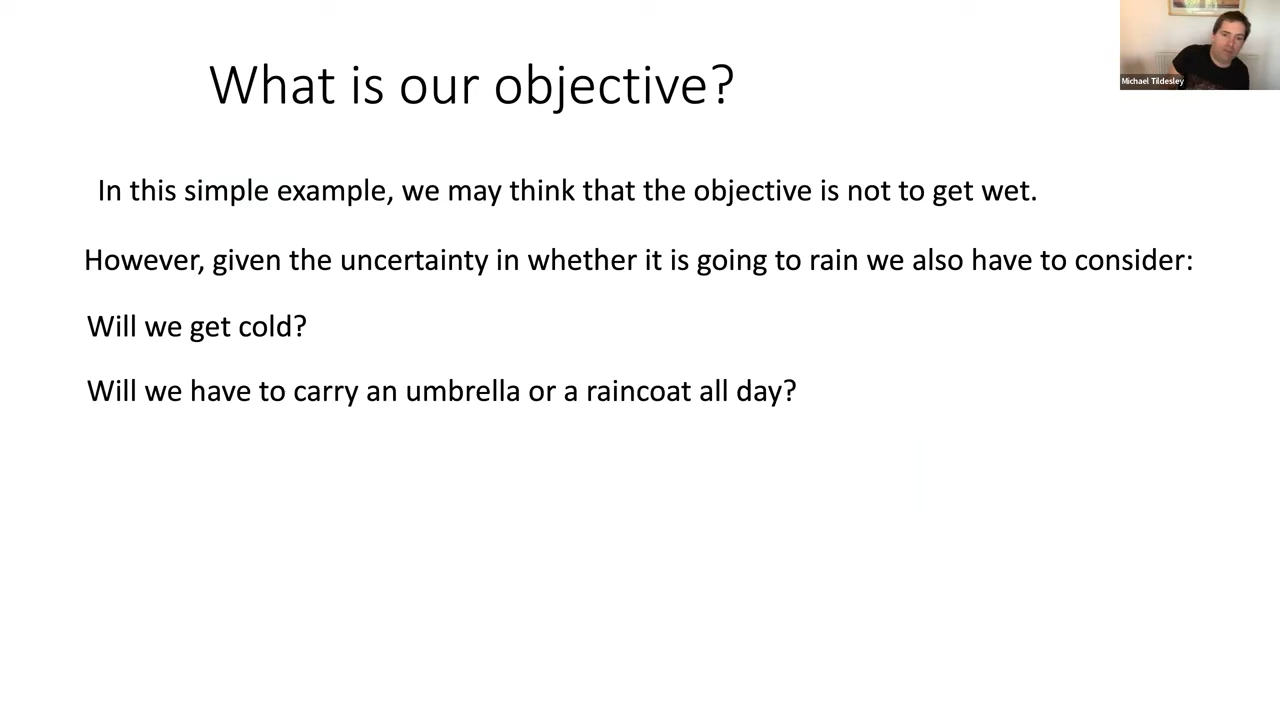 What is our objective?
Michael Tildesley
In this simple example, we may think that the objective is not to get wet.
However, given the uncertainty in whether it is going to rain we also have to consider:
Will we get cold?
Will we have to carry an umbrella or a raincoat all day?